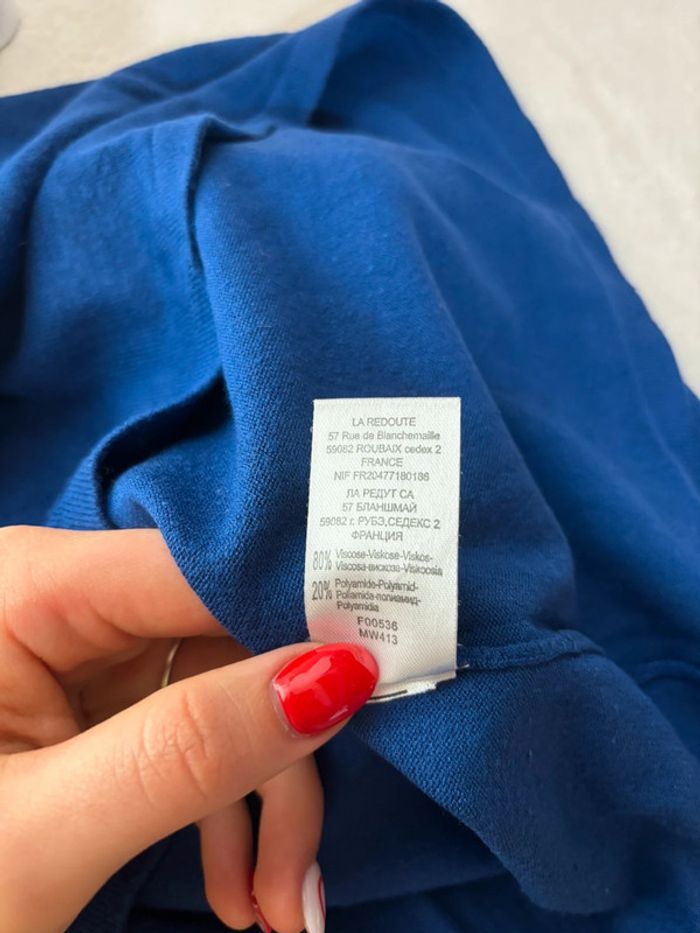 LA REDOUTE
57 Rue de Blanchemaille
59082 ROUBAIX cedex 2
FRANCE
NIF FR20477180186
ЛА РЕДУТ СА
57 БЛАНШМАЙ
59082 г. РУБЭ,СЕДЕКС 2
ФРАНЦИЯ
80% Viscose-Viskose-Viskos-
Viscosa-вискоза-Viskoosia
20% Polyamide-Polyamid-
Poliamida-полиамид-
Polyamidia
F00536
MW413